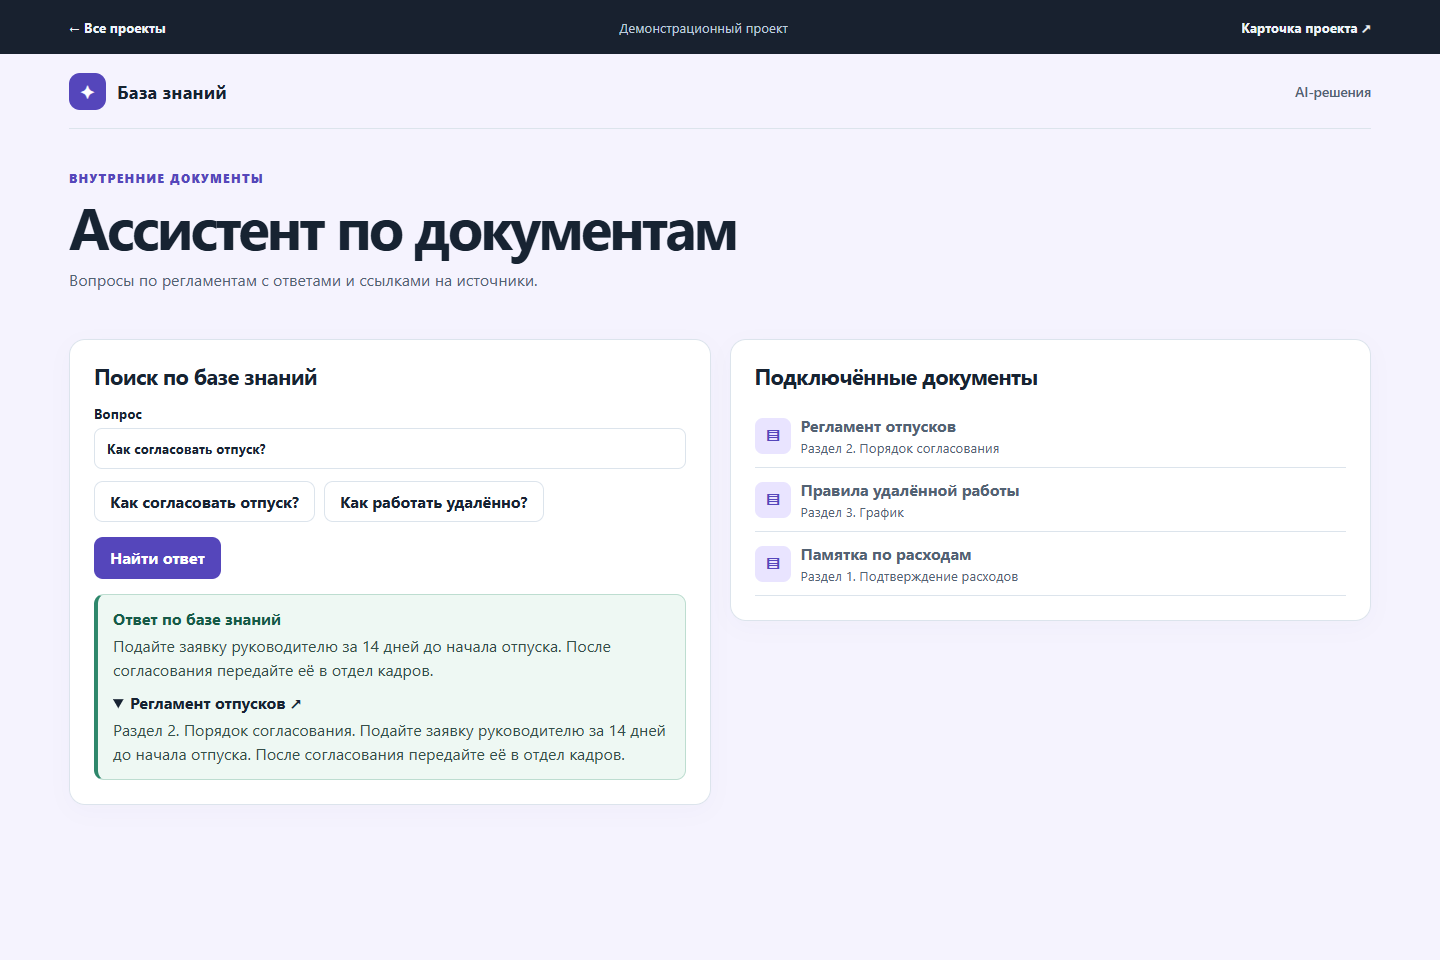 ← Все проекты
Демонстрационный проект
Карточка проекта ↗
База знаний
AI-решения
ВНУТРЕННИЕ ДОКУМЕНТЫ
Ассистент по документам
Вопросы по регламентам с ответами и ссылками на источники.
Поиск по базе знаний
Вопрос
Как согласовать отпуск?
Как согласовать отпуск?
Как работать удалённо?
Найти ответ
Ответ по базе знаний
Подайте заявку руководителю за 14 дней до начала отпуска. После
согласования передайте её в отдел кадров.
▼ Регламент отпусков ↗
Раздел 2. Порядок согласования. Подайте заявку руководителю за 14 дней
до начала отпуска. После согласования передайте её в отдел кадров.
Подключённые документы
Регламент отпусков
Раздел 2. Порядок согласования
Правила удалённой работы
Раздел 3. График
Памятка по расходам
Раздел 1. Подтверждение расходов